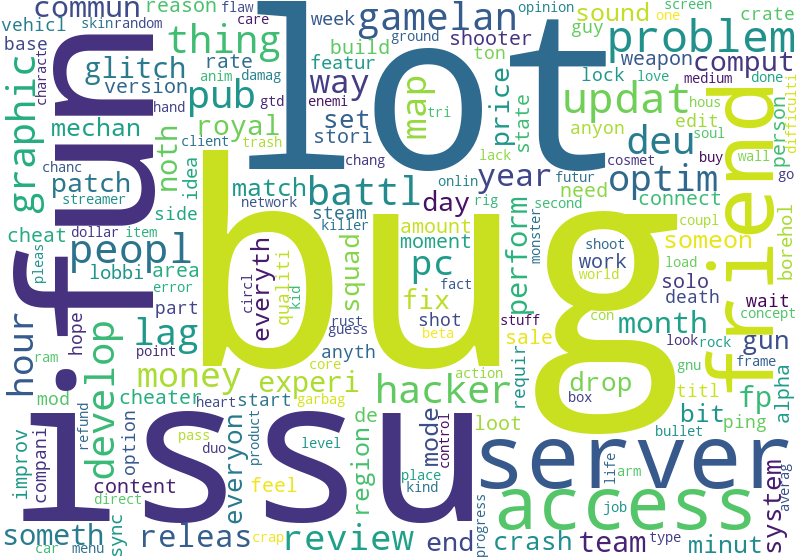 commun
reason
flaw
care
week
opinion
screen
vehicl
skin
random
gamelan
one
thing
sound
guy
crate
base
glitch
featur
build
ground
shooter
ton
problem
version
rate
way
weapon
comput
character
anim
damag
lock
love
medium
done
fun
lot
graphic
hand
gtd
enemi
pub
set
map
tri
price
state
updat
hous
difficulti
mechan
royal
stori
anyon
edit
soul
person
client
trash
chang
lack
buy
wall
noth
idea
chanc
patch
match
battl
onlin
cosmet
futur
go
deu
optim
streamer
year
need
connect
side
steam
day
rig
second
coupl
cheat
dollar
item
network
killer
amount
perform
monster
shoot
someon
friend
borehol
peopl
lobbi
area
everyth
squad
moment
pc
work
solo
wait
pleas
error
circl
qualiti
kid
fact
world
load
death
concept
hour
hope
part
bug
fix
con
month
look
rock
lag
rust
guess
shot
stuff
sale
gun
frame
ram
point
anyth
beta
requir
develop
money
core
action
drop
gnu
titl
fp
alpha
experi
garbag
hacker
box
mod
cheater
heart
start
de
loot
bit
ping
improv
compani
refund
option
pass
duo
everyon
product
level
region
mode
control
bullet
issu
server
life
arm
system
averag
content
direct
feel
place
kind
access
job
someth
sync
releas
crap
review
end
progress
crash
team
type
minut
car
menu